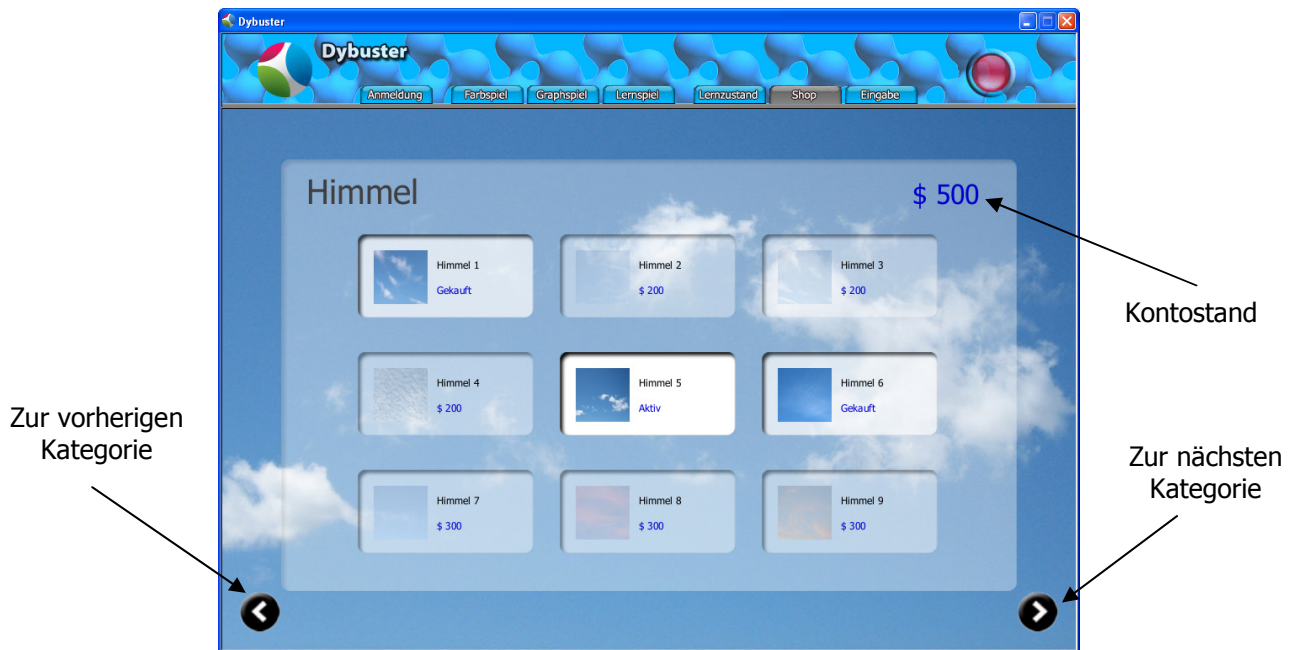 Dybuster
Dybuster
Anmeldung Farbspiel Graphspiel Lernspiel Lernzustand Shop Eingabe
Himmel
$ 500
Himmel 1
Gekauft
Himmel 2
$ 200
Himmel 3
$ 200
Himmel 4
$ 200
Himmel 5
Aktiv
Himmel 6
Gekauft
Himmel 7
$ 300
Himmel 8
$ 300
Himmel 9
$ 300
Kontostand
Zur vorherigen
Kategorie
Zur nächsten
Kategorie